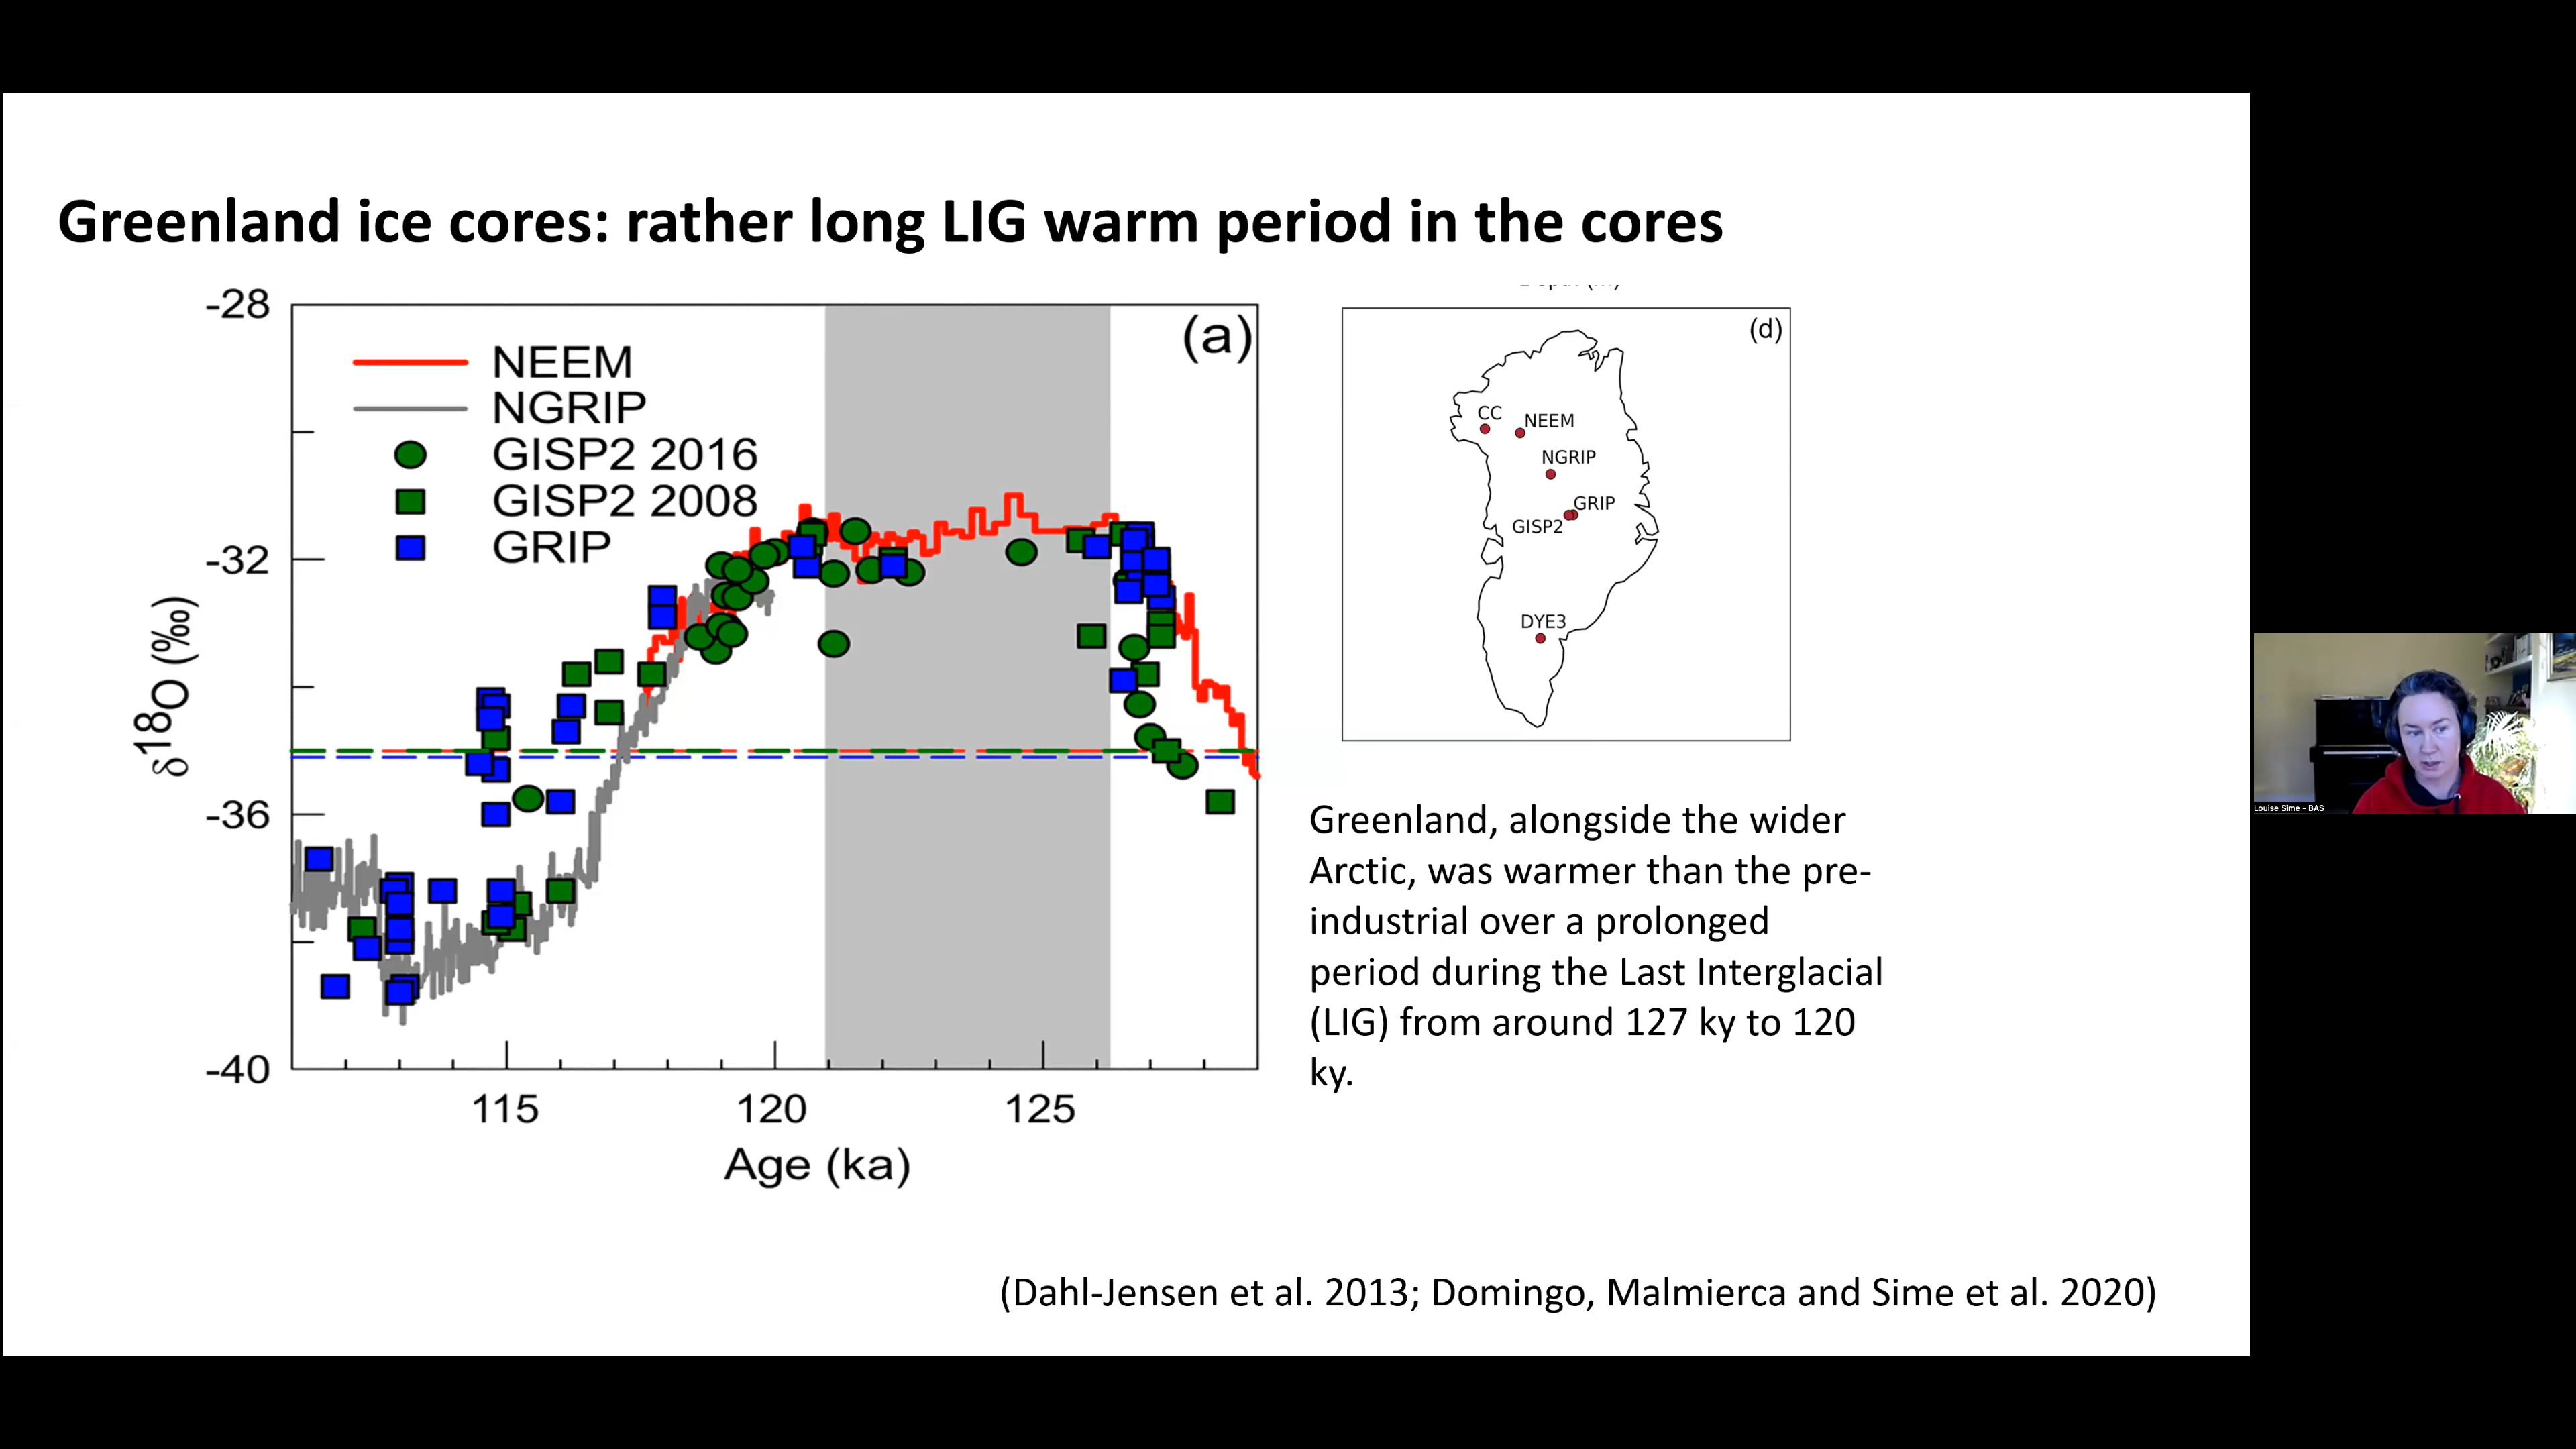 Greenland ice cores: rather long LIG warm period in the cores
-28
-32
-36
-40
δ18O (‰)
(a)
NEEM
NGRIP
GISP2 2016
GISP2 2008
GRIP
115
120
125
Age (ka)
(d)
CC
NEEM
NGRIP
GRIP
GISP2
DYE3
Greenland, alongside the wider
Arctic, was warmer than the pre-
industrial over a prolonged
period during the Last Interglacial
(LIG) from around 127 ky to 120
ky.
(Dahl-Jensen et al. 2013; Domingo, Malmierca and Sime et al. 2020)
Louise Sime - BAS